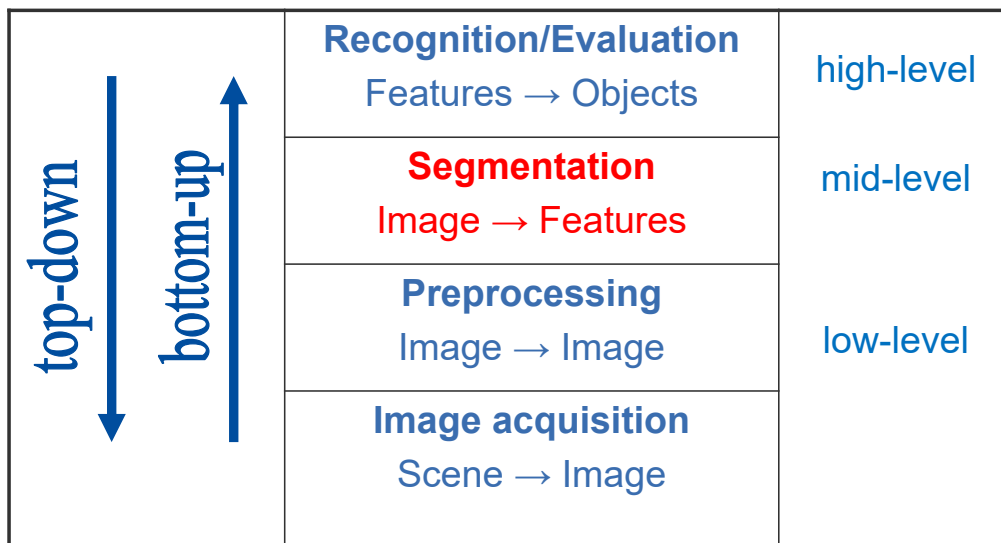 top-down
bottom-up
Recognition/Evaluation
Features → Objects
high-level
Segmentation
Image → Features
mid-level
Preprocessing
Image → Image
low-level
Image acquisition
Scene → Image